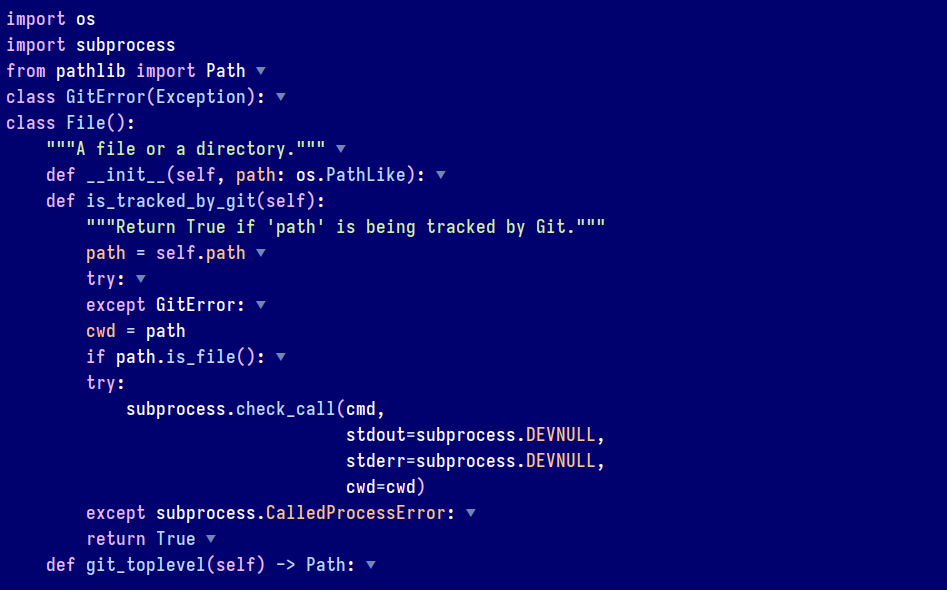 import os
import subprocess
from pathlib import Path ▼
class GitError(Exception): ▼
class File():
    """A file or a directory.""" ▼
    def __init__(self, path: os.PathLike): ▼
    def is_tracked_by_git(self):
        """Return True if 'path' is being tracked by Git."""
        path = self.path ▼
        try: ▼
        except GitError: ▼
        cwd = path
        if path.is_file(): ▼
        try:
            subprocess.check_call(cmd,
                                  stdout=subprocess.DEVNULL,
                                  stderr=subprocess.DEVNULL,
                                  cwd=cwd)
        except subprocess.CalledProcessError: ▼
        return True ▼
    def git_toplevel(self) -> Path: ▼